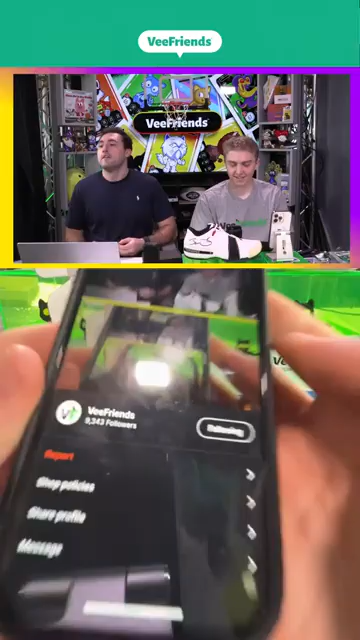 VeeFriends
VeeFriends
VeeFriends
9,343 Followers
Following
Report
Shop policies
Share profile
Message